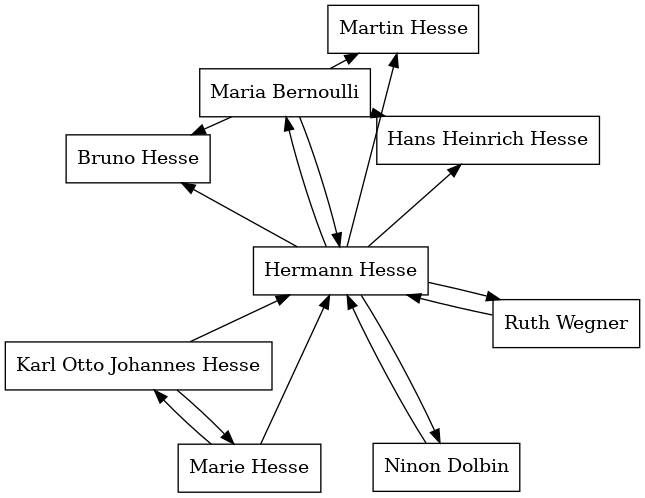 Martin Hesse
Maria Bernoulli
Hans Heinrich Hesse
Bruno Hesse
Hermann Hesse
Ruth Wegner
Karl Otto Johannes Hesse
Marie Hesse
Ninon Dolbin